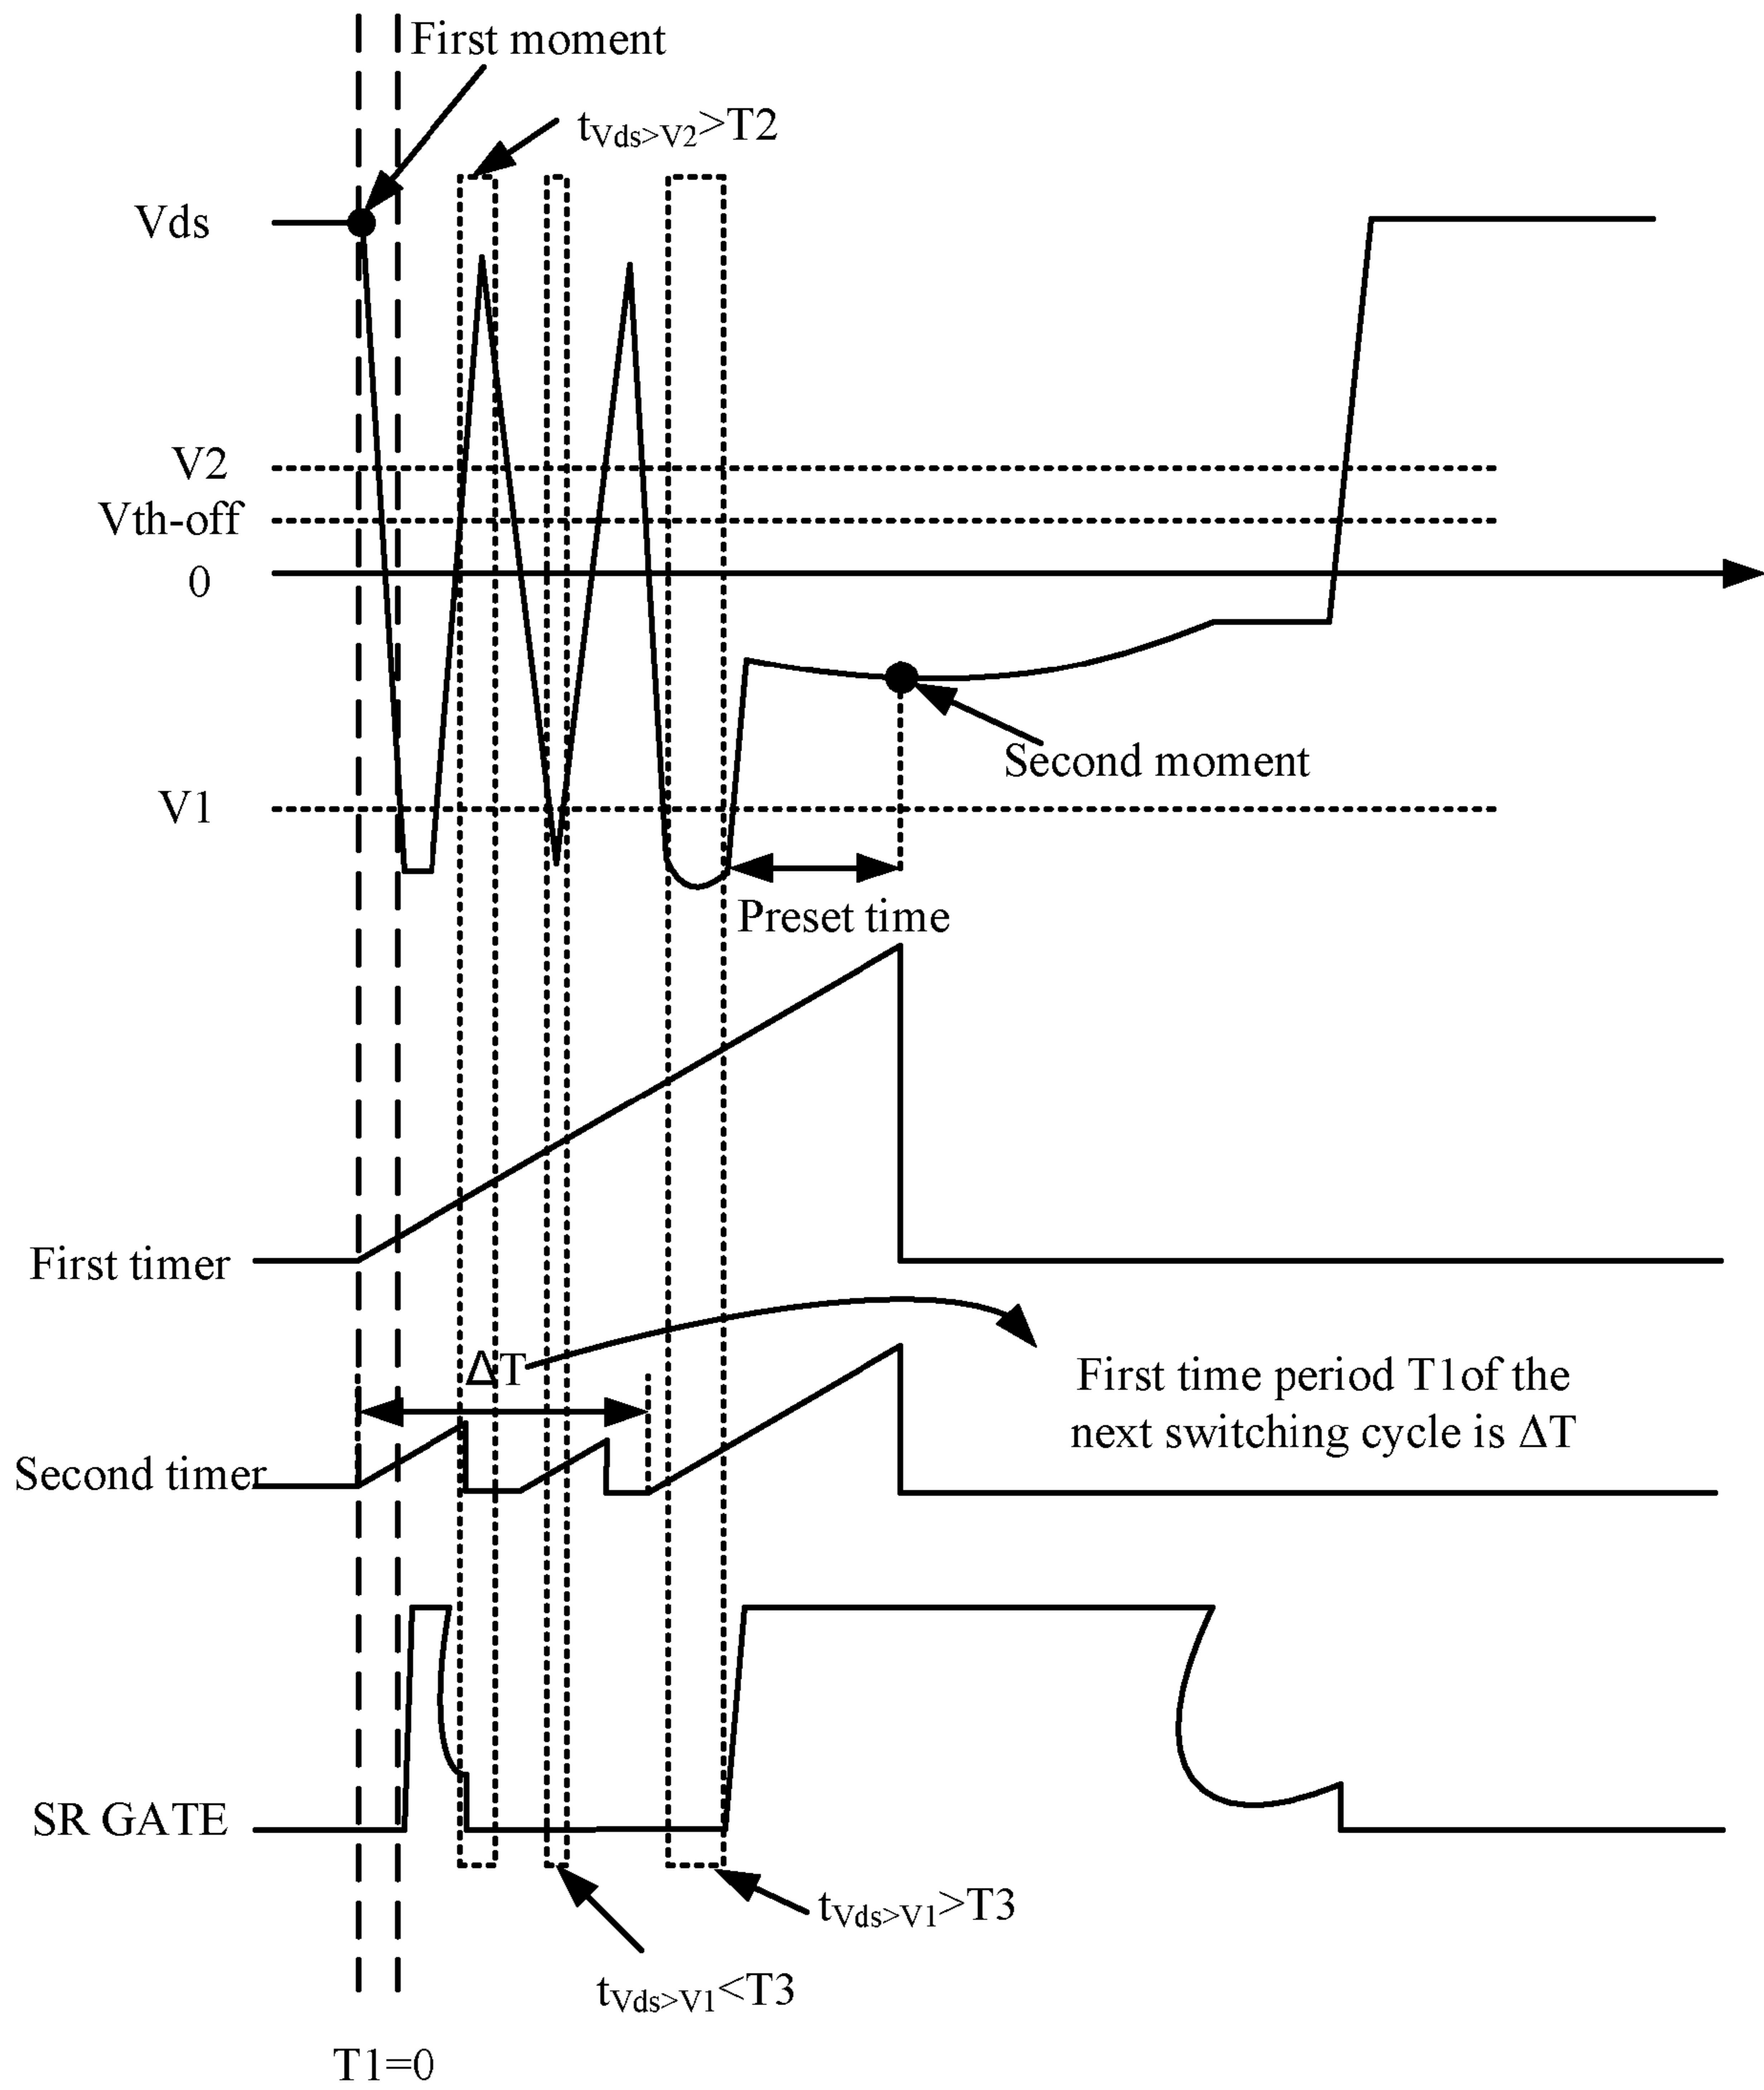 First moment
tVds>V2>T2
Vds
V2
Vth-off
0
Second moment
V1
Preset time
First timer
ΔT
First time period T1of the
next switching cycle is ΔT
Second timer
SR GATE
tVds>V1>T3
tVds>V1<T3
T1=0